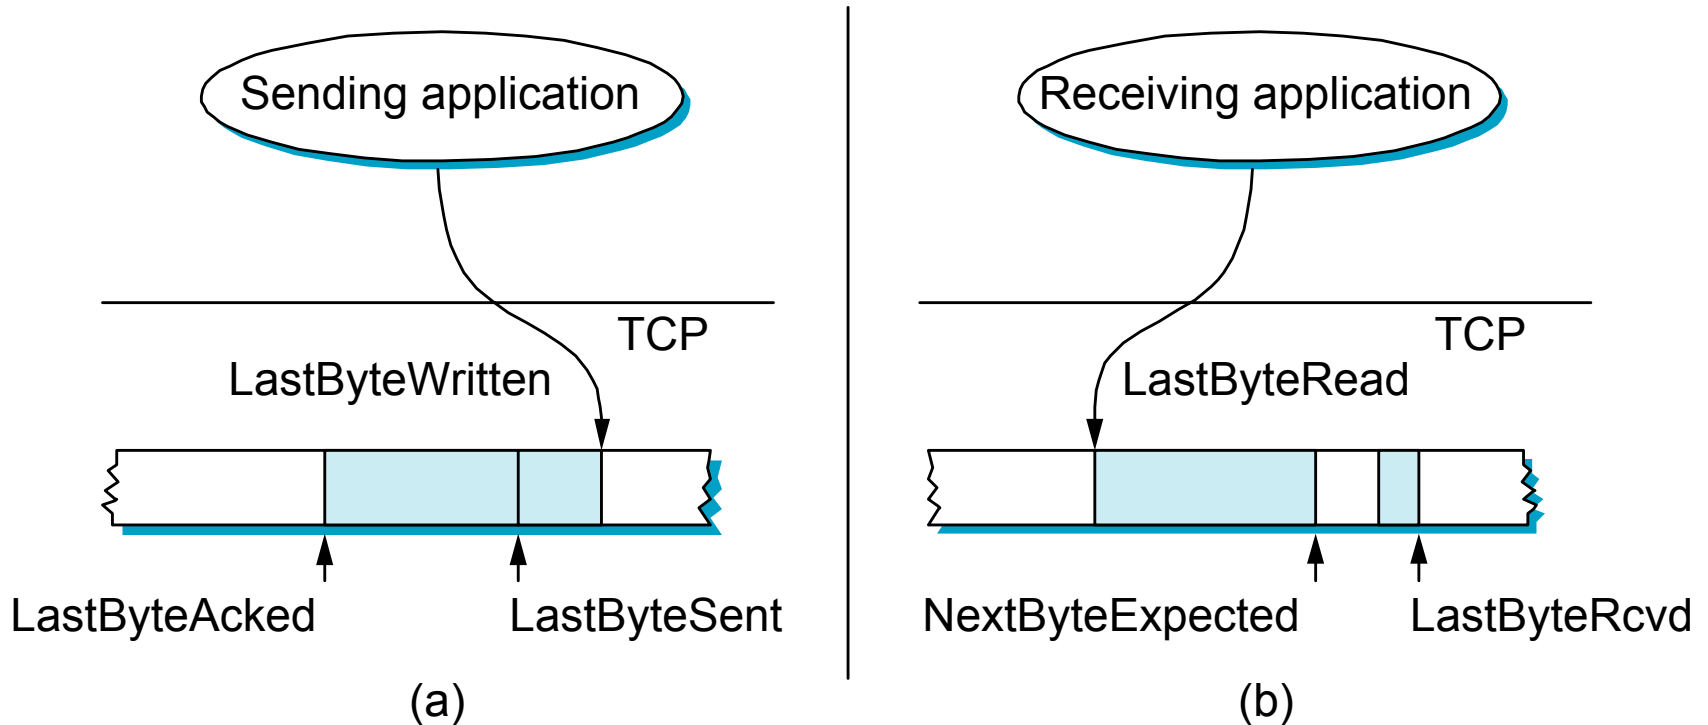 Sending application
TCP
LastByteWritten
LastByteAcked
LastByteSent
(a)
Receiving application
TCP
LastByteRead
NextByteExpected
LastByteRcvd
(b)